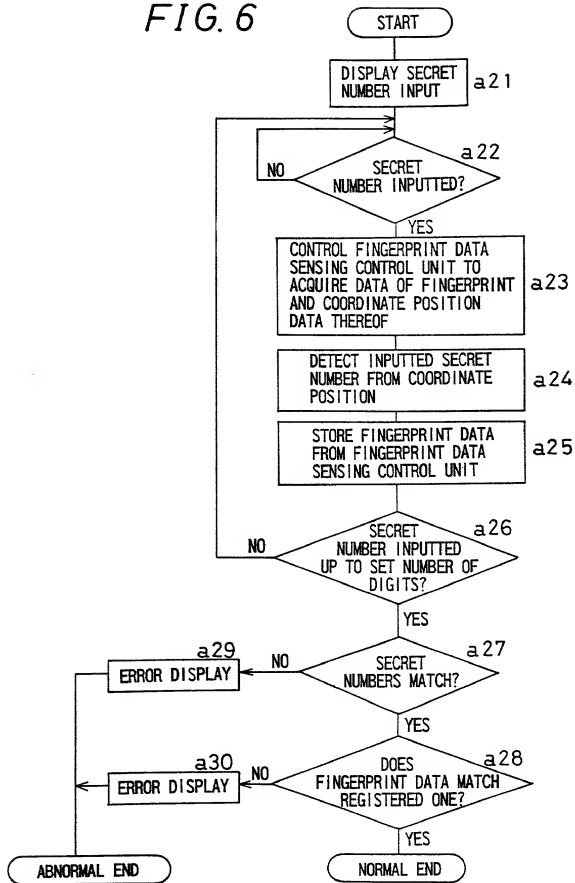 FIG. 6
START
DISPLAY SECRET
NUMBER INPUT
a21
a22
SECRET
NUMBER INPUTTED?
NO
YES
CONTROL FINGERPRINT DATA
SENSING CONTROL UNIT TO
ACQUIRE DATA OF FINGERPRINT
AND COORDINATE POSITION
DATA THEREOF
a23
DETECT INPUTTED SECRET
NUMBER FROM COORDINATE
POSITION
a24
STORE FINGERPRINT DATA
FROM FINGERPRINT DATA
SENSING CONTROL UNIT
a25
a26
SECRET
NUMBER INPUTTED
UP TO SET NUMBER OF
DIGITS?
NO
YES
a27
SECRET
NUMBERS MATCH?
NO
a29
ERROR DISPLAY
YES
a28
DOES
FINGERPRINT DATA MATCH
REGISTERED ONE?
NO
a30
ERROR DISPLAY
YES
ABNORMAL END
NORMAL END